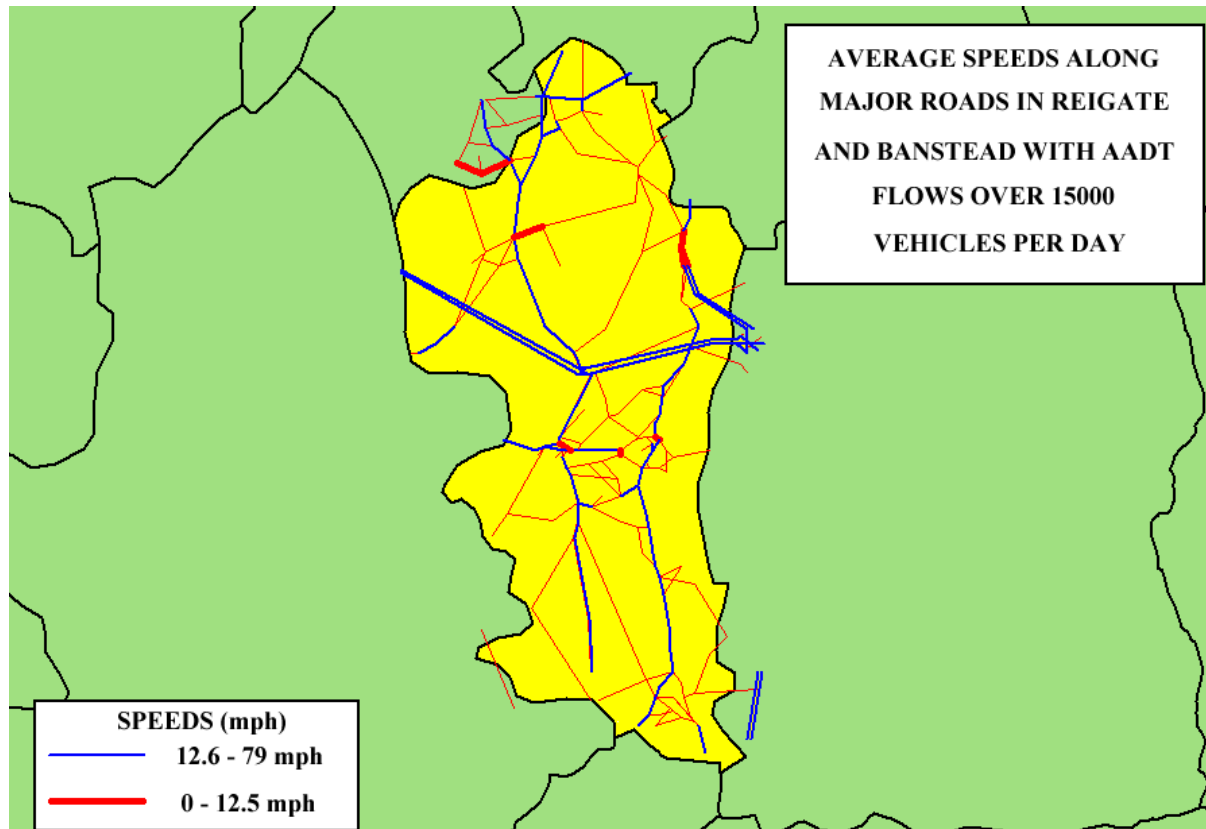 AVERAGE SPEEDS ALONG
MAJOR ROADS IN REIGATE
AND BANSTEAD WITH AADT
FLOWS OVER 15000
VEHICLES PER DAY
SPEEDS (mph)
12.6 - 79 mph
0 - 12.5 mph